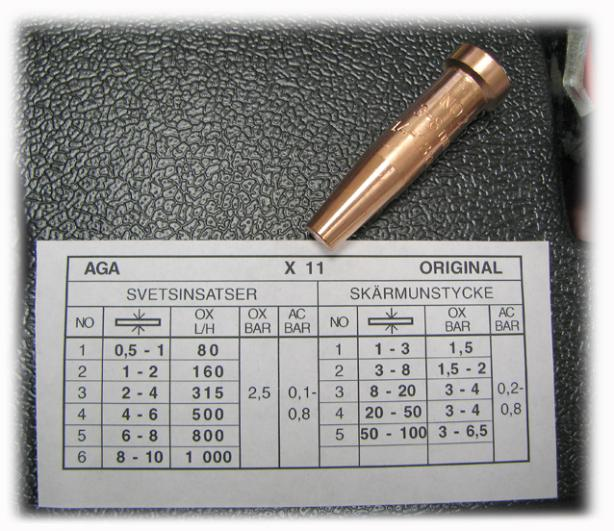 AGA X 11 ORIGINAL
SVETSINSATSER SKÄRMUNSTYCKE
NO OX L/H OX BAR AC BAR NO OX BAR AC BAR
1 0,5 - 1 80 2,5 0,1-0,8 1 1 - 3 1,5 0,2-0,8
2 1 - 2 160 2 3 - 8 1,5 - 2
3 2 - 4 315 3 8 - 20 3 - 4
4 4 - 6 500 4 20 - 50 3 - 4
5 6 - 8 800 5 50 - 100 3 - 6,5
6 8 - 10 1 000